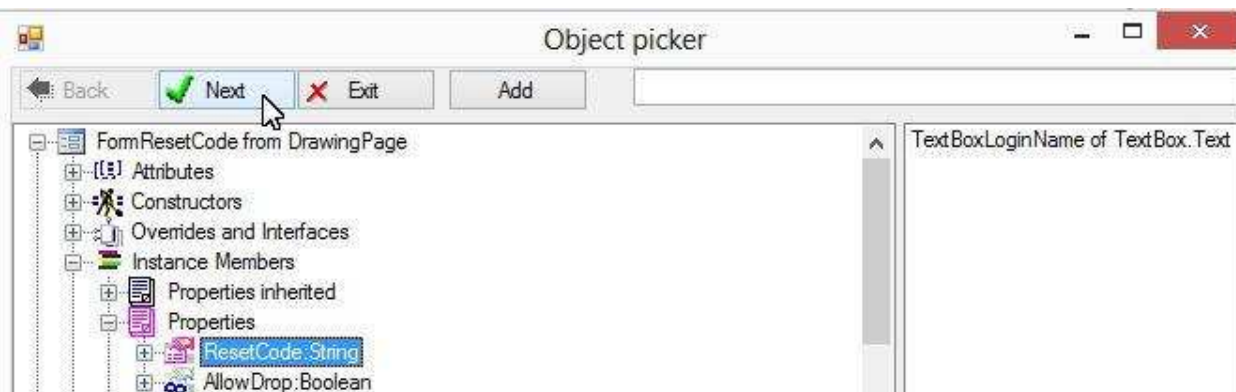 Object picker
Back Next Exit Add
FormResetCode from DrawingPage
TextBoxLoginName of TextBox.Text
Attributes
Constructors
Overrides and Interfaces
Instance Members
Properties inherited
Properties
ResetCode:String
AllowDrop:Boolean